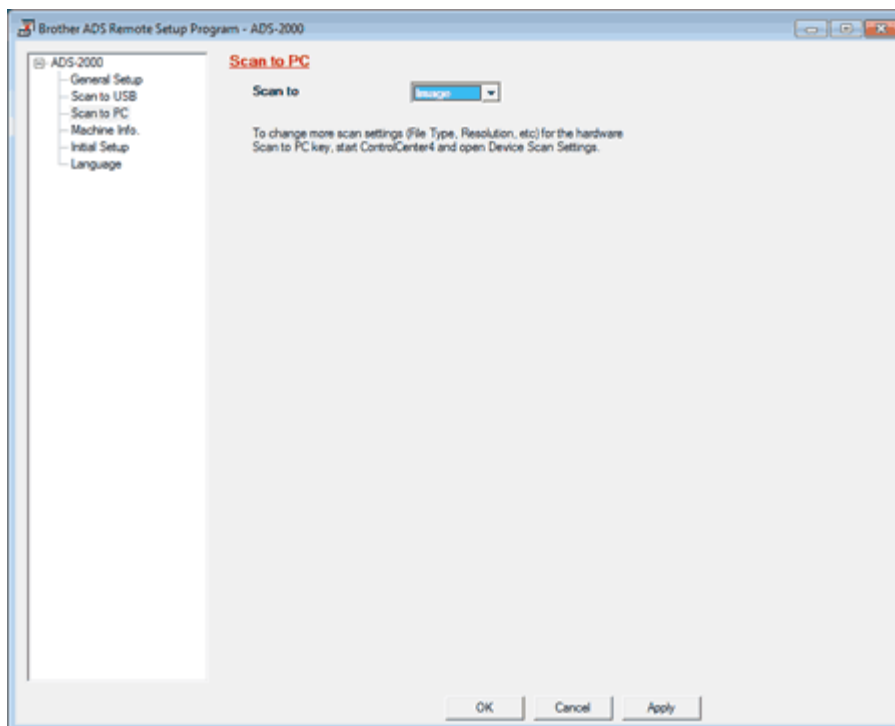 Brother ADS Remote Setup Program - ADS-2000
ADS-2000
General Setup
Scan to USB
Scan to PC
Machine Info.
Initial Setup
Language
Scan to PC
Scan to Image
To change more scan settings (File Type, Resolution, etc) for the hardware
Scan to PC key, start ControlCenter4 and open Device Scan Settings.
OK Cancel Apply